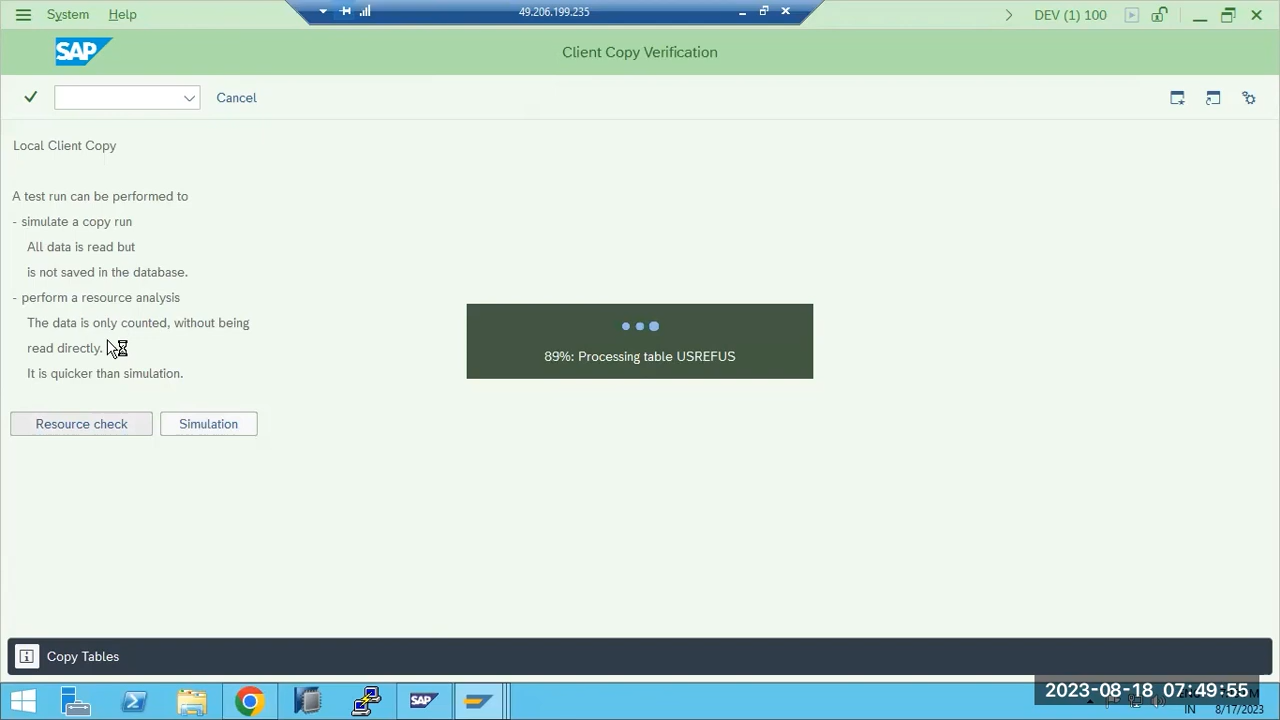 System Help
49.206.199.235
DEV (1) 100
SAP
Client Copy Verification
Cancel
Local Client Copy
A test run can be performed to
- simulate a copy run
All data is read but
is not saved in the database.
- perform a resource analysis
The data is only counted, without being
read directly.
It is quicker than simulation.
89%: Processing table USREFUS
Resource check Simulation
Copy Tables
SAP
2023-08-18 07:49:55
IN 8/17/2023